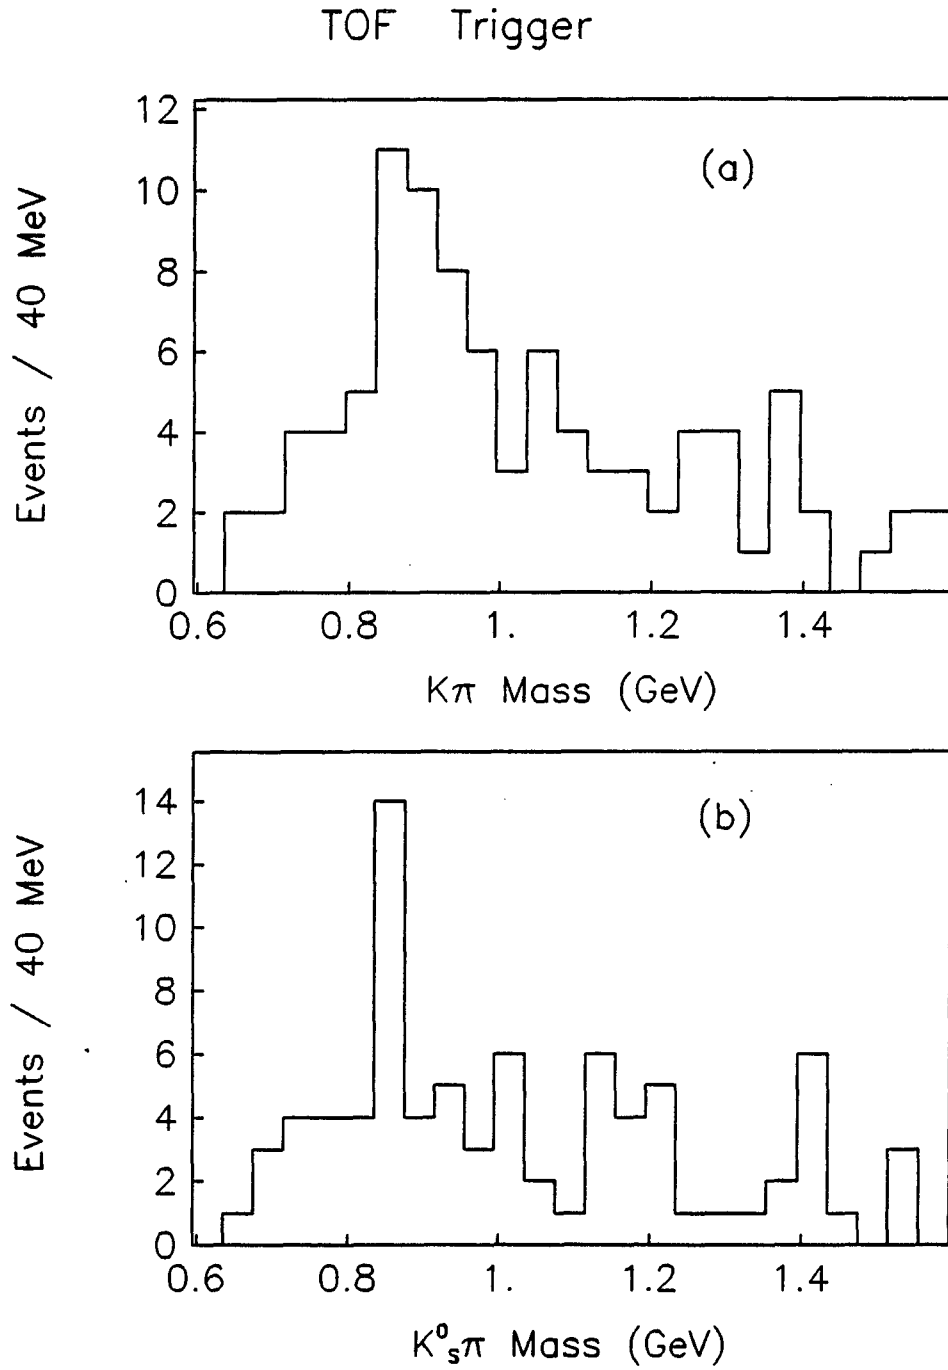 TOF Trigger
12
10
8
6
4
2
0
Events / 40 MeV
(a)
0.6 0.8 1. 1.2 1.4
Kπ Mass (GeV)
14
12
10
8
6
4
2
0
Events / 40 MeV
(b)
0.6 0.8 1. 1.2 1.4
K⁰ₛπ Mass (GeV)